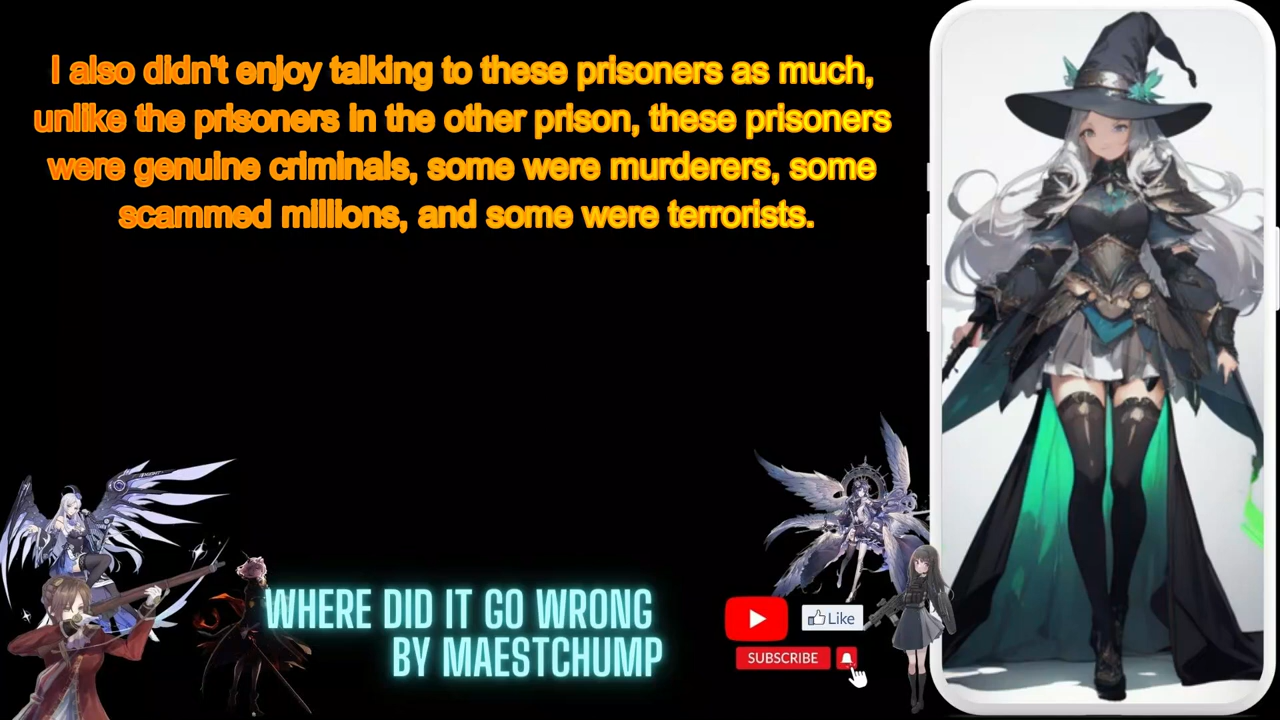 I also didn't enjoy talking to these prisoners as much,
unlike the prisoners in the other prison, these prisoners
were genuine criminals, some were murderers, some
scammed millions, and some were terrorists.
WHERE DID IT GO WRONG
BY MAESTCHUMP
Like
SUBSCRIBE